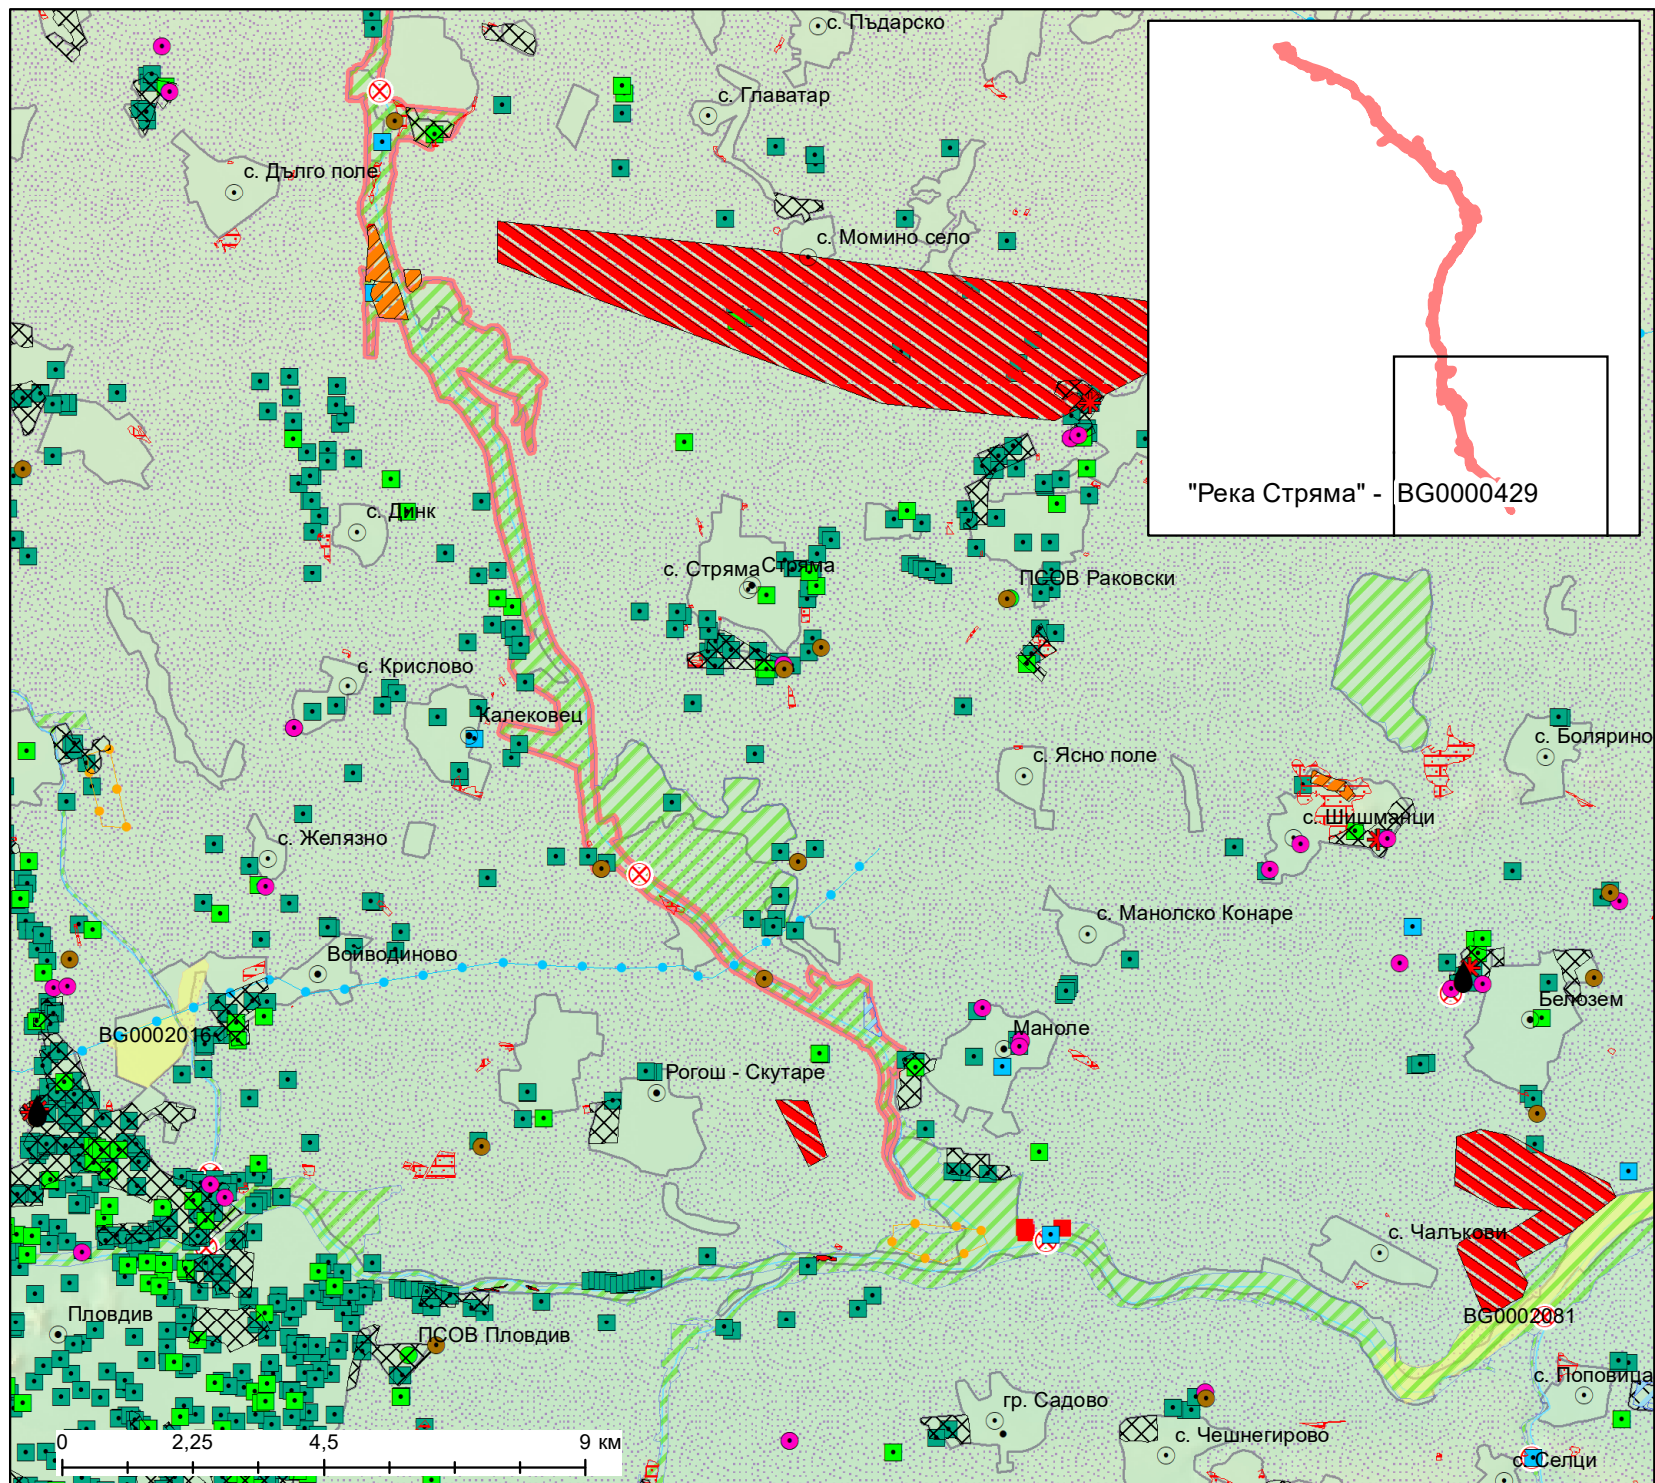 с. Пъдарско
с. Главатар
с. Дълго поле
с. Момино село
"Река Стряма" - BG0000429
с. Динк
с. Стряма
Стряма
ПСОВ Раковски
с. Крислово
Калековец
с. Болярино
с. Ясно поле
с. Шишманци
с. Желязно
с. Манолско Конаре
Войводиново
Белозем
BG0002016
Маноле
Рогош - Скутаре
с. Чалъкови
Пловдив
BG0002081
ПСОВ Пловдив
с. Поповица
гр. Садово
с. Чешнегирово
0 2,25 4,5 9 км
с. Селци